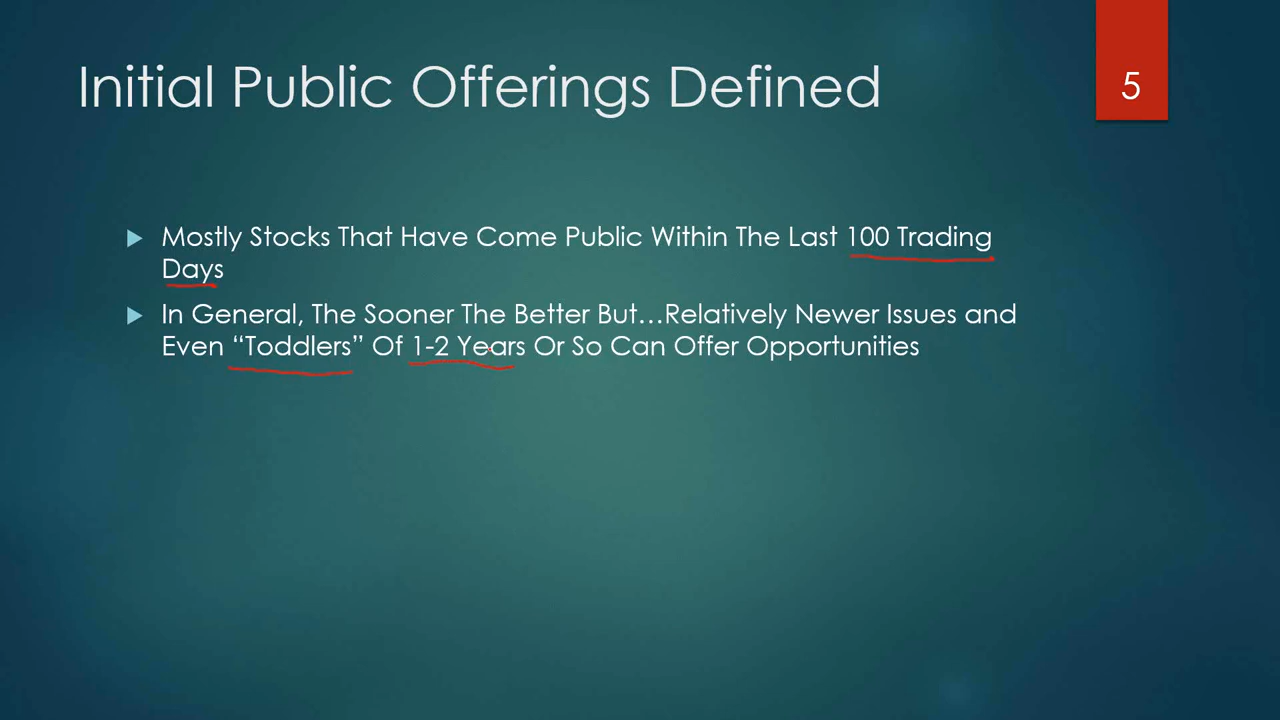 Initial Public Offerings Defined
5
Mostly Stocks That Have Come Public Within The Last 100 Trading
Days
In General, The Sooner The Better But...Relatively Newer Issues and
Even “Toddlers” Of 1-2 Years Or So Can Offer Opportunities